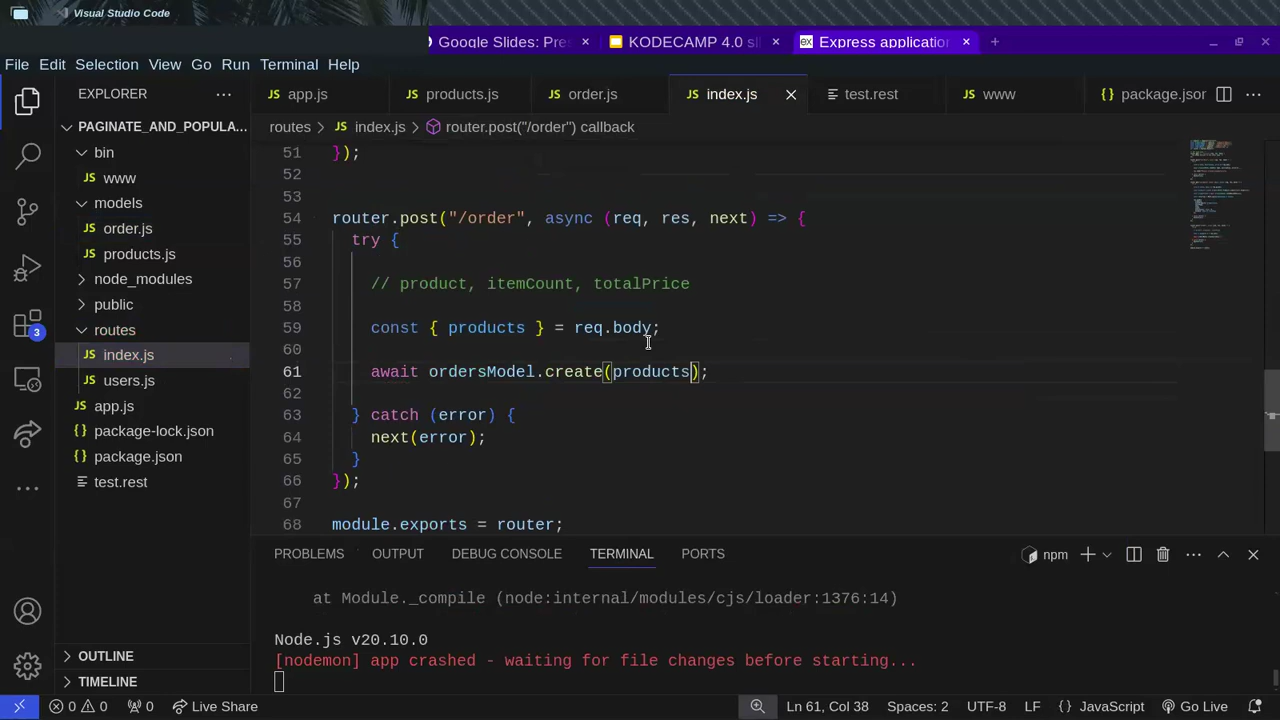 Visual Studio Code
Google Slides: Pre
KODECAMP 4.0 sl
Express application
File Edit Selection View Go Run Terminal Help
EXPLORER
app.js
products.js
order.js
index.js
test.rest
www
package.jsor
PAGINATE_AND_POPULA...
routes > index.js > router.post("/order") callback
bin
www
models
order.js
products.js
node_modules
public
routes
index.js
users.js
app.js
package-lock.json
package.json
test.rest
OUTLINE
TIMELINE
3
51 });
52
53
54 router.post("/order", async (req, res, next) => {
55 try {
56
57 // product, itemCount, totalPrice
58
59 const { products } = req.body;
60
61 await ordersModel.create(products);
62
63 } catch (error) {
64 next(error);
65 }
66 });
67
68 module.exports = router;
PROBLEMS OUTPUT DEBUG CONSOLE TERMINAL PORTS
npm
at Module._compile (node:internal/modules/cjs/loader:1376:14)
Node.js v20.10.0
[nodemon] app crashed - waiting for file changes before starting...
0 0 0 Live Share Ln 61, Col 38 Spaces: 2 UTF-8 LF { } JavaScript Go Live